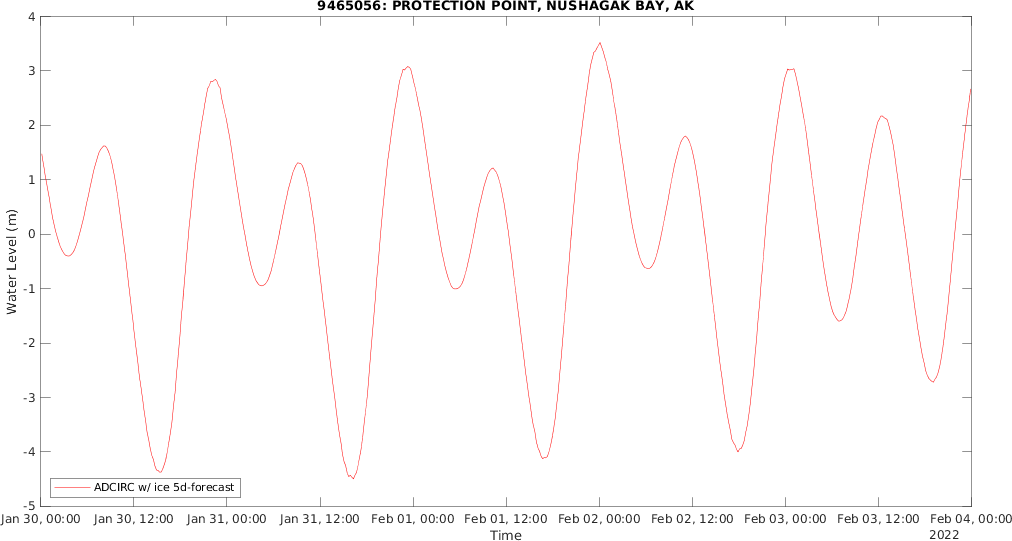 9465056: PROTECTION POINT, NUSHAGAK BAY, AK
Water Level (m)
4
3
2
1
0
-1
-2
-3
-4
-5
ADCIRC w/ ice 5d-forecast
Jan 30, 00:00 Jan 30, 12:00 Jan 31, 00:00 Jan 31, 12:00 Feb 01, 00:00 Feb 01, 12:00 Feb 02, 00:00 Feb 02, 12:00 Feb 03, 00:00 Feb 03, 12:00 Feb 04, 00:00
Time
2022